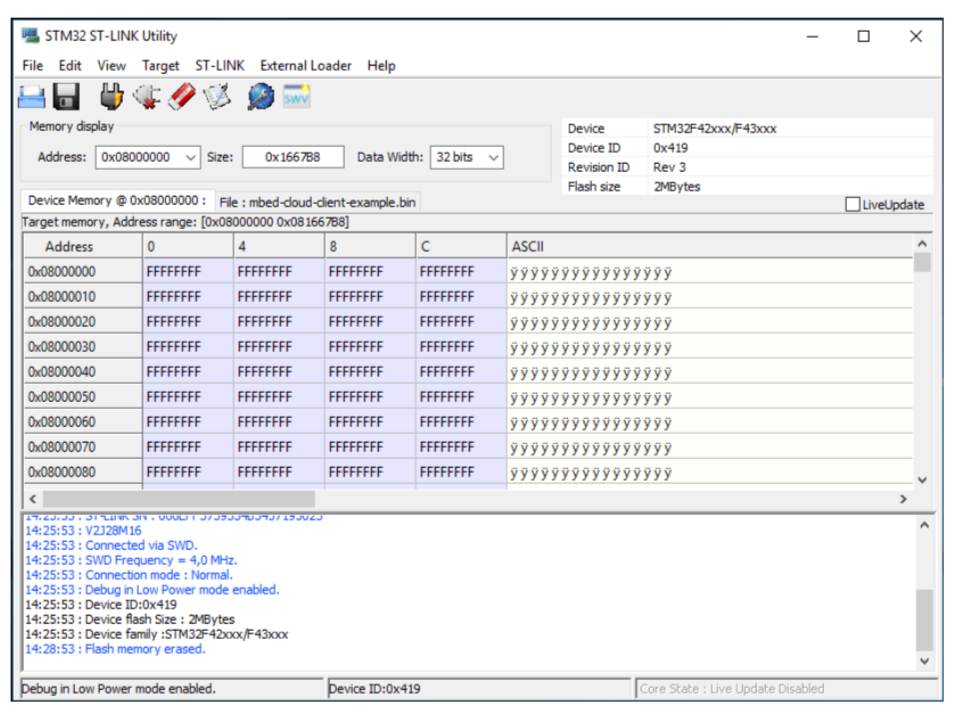 STM32 ST-LINK Utility
File Edit View Target ST-LINK External Loader Help
SWV
Memory display
Address: 0x08000000 Size: 0x1667B8 Data Width: 32 bits
Device STM32F42xxx/F43xxx
Device ID 0x419
Revision ID Rev 3
Flash size 2MBytes
LiveUpdate
Device Memory @ 0x08000000 : File : mbed-cloud-client-example.bin
Target memory, Address range: [0x08000000 0x081667B8]
Address 0 4 8 C ASCII
0x08000000 FFFFFFFF FFFFFFFF FFFFFFFF FFFFFFFF ÿÿÿÿÿÿÿÿÿÿÿÿÿÿÿÿ
0x08000010 FFFFFFFF FFFFFFFF FFFFFFFF FFFFFFFF ÿÿÿÿÿÿÿÿÿÿÿÿÿÿÿÿ
0x08000020 FFFFFFFF FFFFFFFF FFFFFFFF FFFFFFFF ÿÿÿÿÿÿÿÿÿÿÿÿÿÿÿÿ
0x08000030 FFFFFFFF FFFFFFFF FFFFFFFF FFFFFFFF ÿÿÿÿÿÿÿÿÿÿÿÿÿÿÿÿ
0x08000040 FFFFFFFF FFFFFFFF FFFFFFFF FFFFFFFF ÿÿÿÿÿÿÿÿÿÿÿÿÿÿÿÿ
0x08000050 FFFFFFFF FFFFFFFF FFFFFFFF FFFFFFFF ÿÿÿÿÿÿÿÿÿÿÿÿÿÿÿÿ
0x08000060 FFFFFFFF FFFFFFFF FFFFFFFF FFFFFFFF ÿÿÿÿÿÿÿÿÿÿÿÿÿÿÿÿ
0x08000070 FFFFFFFF FFFFFFFF FFFFFFFF FFFFFFFF ÿÿÿÿÿÿÿÿÿÿÿÿÿÿÿÿ
0x08000080 FFFFFFFF FFFFFFFF FFFFFFFF FFFFFFFF ÿÿÿÿÿÿÿÿÿÿÿÿÿÿÿÿ
14:25:53 : ST-LINK SN :
14:25:53 : V2J28M16
14:25:53 : Connected via SWD.
14:25:53 : SWD Frequency = 4,0 MHz.
14:25:53 : Connection mode : Normal.
14:25:53 : Debug in Low Power mode enabled.
14:25:53 : Device ID:0x419
14:25:53 : Device flash Size : 2MBytes
14:25:53 : Device family :STM32F42xxx/F43xxx
14:28:53 : Flash memory erased.
Debug in Low Power mode enabled. Device ID:0x419 Core State : Live Update Disabled